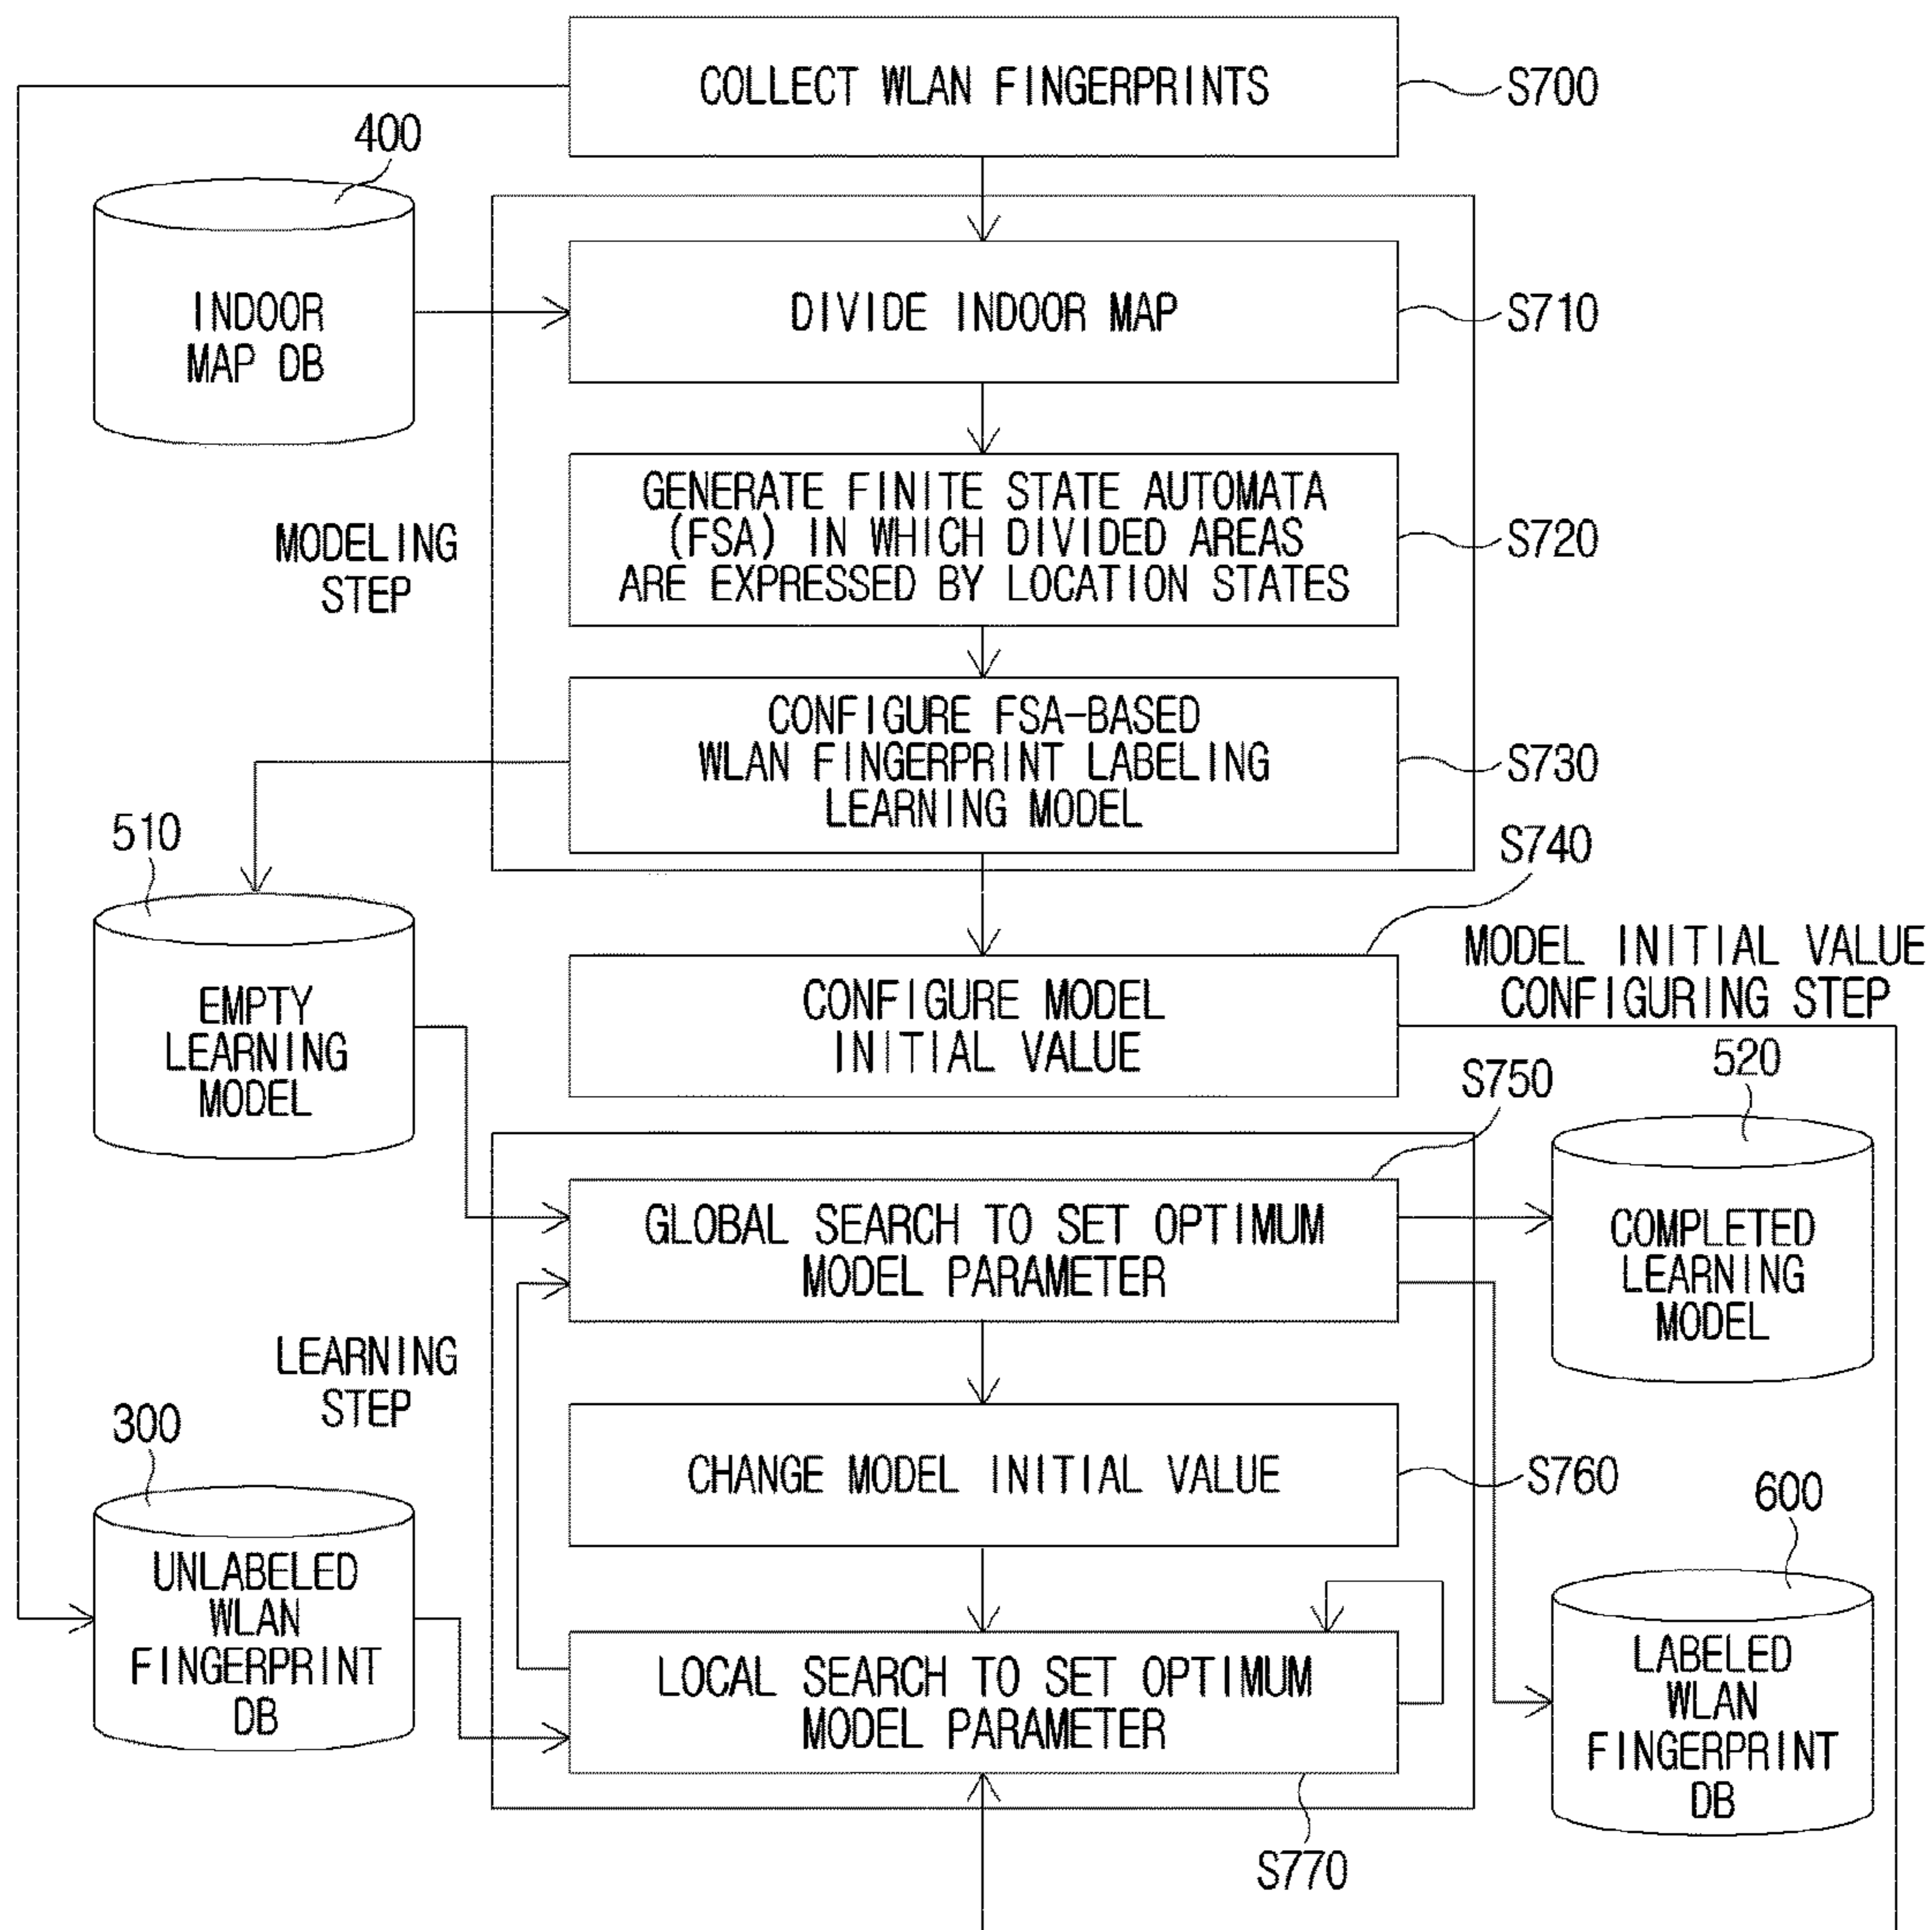 COLLECT WLAN FINGERPRINTS
S700
400
INDOOR
MAP DB
DIVIDE INDOOR MAP
S710
GENERATE FINITE STATE AUTOMATA
(FSA) IN WHICH DIVIDED AREAS
ARE EXPRESSED BY LOCATION STATES
S720
MODELING
STEP
CONFIGURE FSA-BASED
WLAN FINGERPRINT LABELING
LEARNING MODEL
S730
510
EMPTY
LEARNING
MODEL
S740
CONFIGURE MODEL
INITIAL VALUE
MODEL INITIAL VALUE
CONFIGURING STEP
S750
520
GLOBAL SEARCH TO SET OPTIMUM
MODEL PARAMETER
COMPLETED
LEARNING
MODEL
LEARNING
STEP
300
CHANGE MODEL INITIAL VALUE
S760
600
UNLABELED
WLAN
FINGERPRINT
DB
LOCAL SEARCH TO SET OPTIMUM
MODEL PARAMETER
LABELED
WLAN
FINGERPRINT
DB
S770